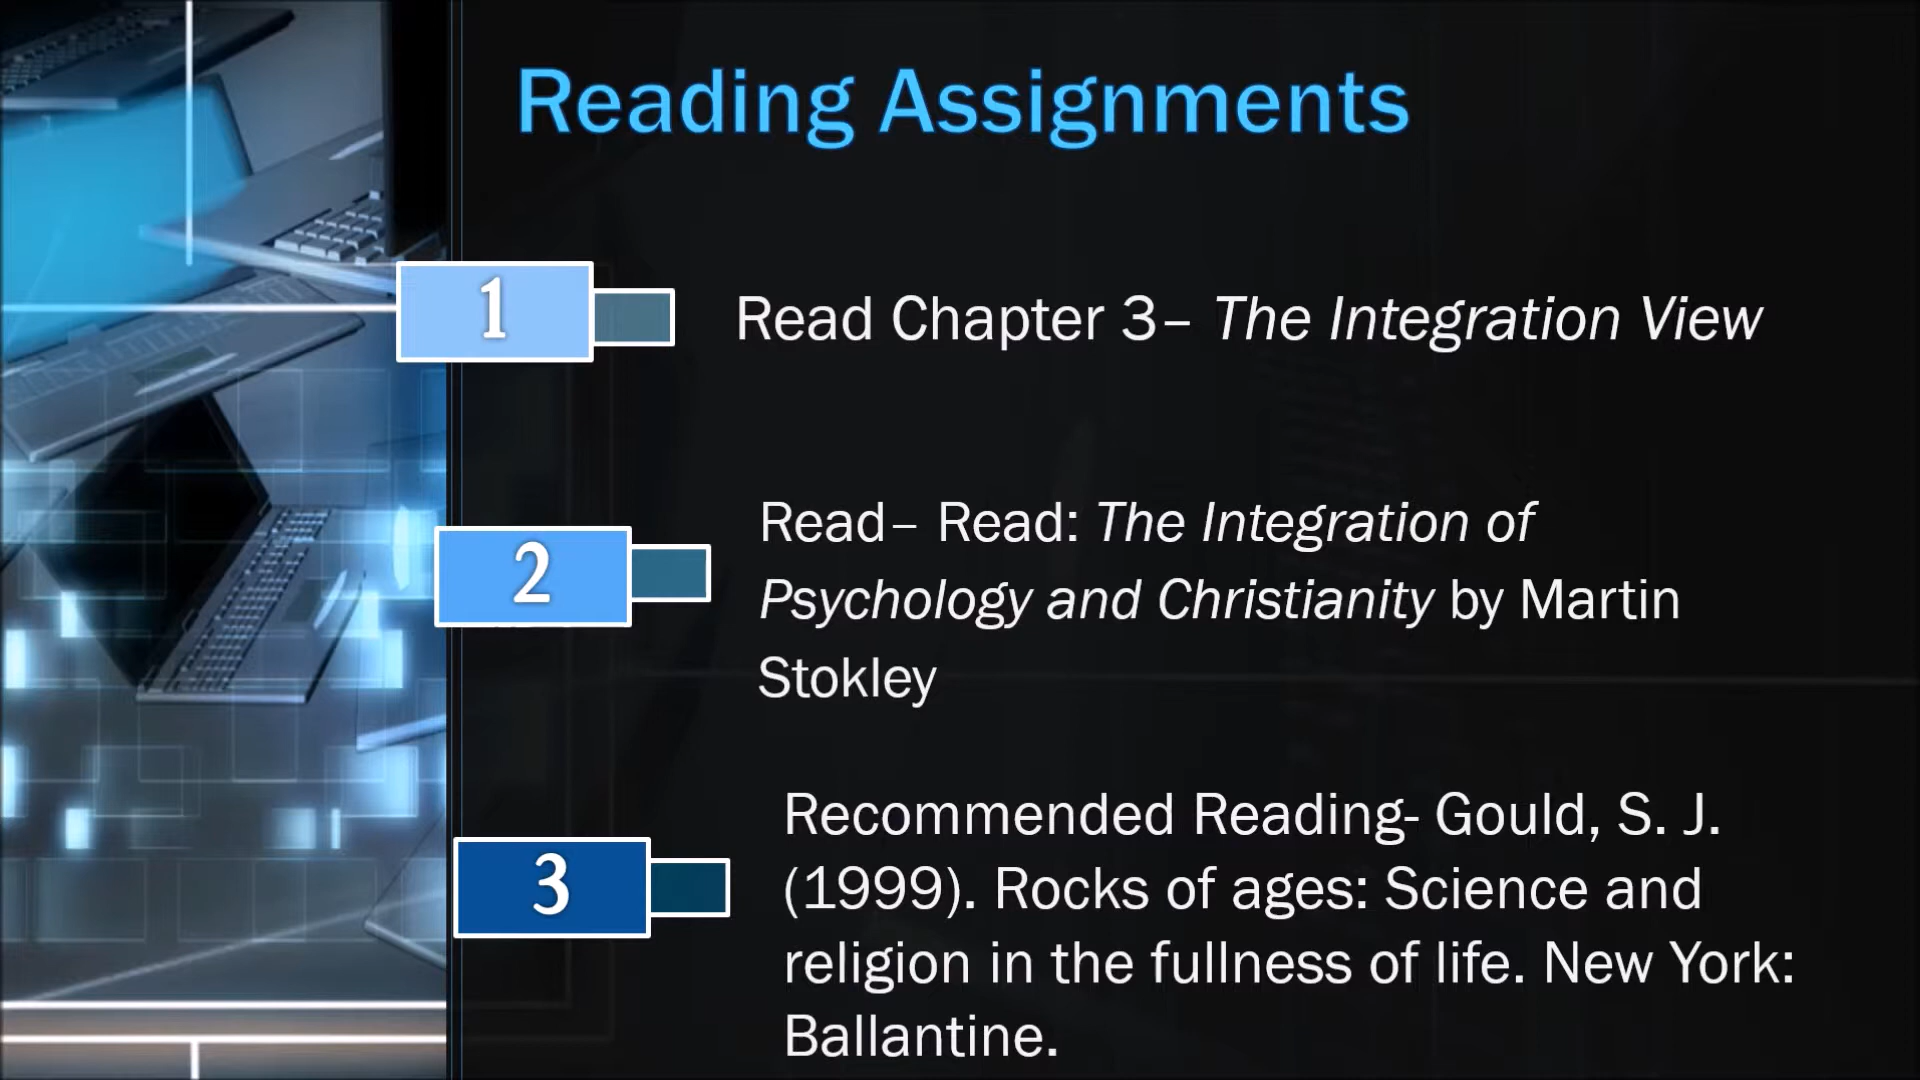 Reading Assignments
1
Read Chapter 3– The Integration View
2
Read– Read: The Integration of
Psychology and Christianity by Martin
Stokley
3
Recommended Reading- Gould, S. J.
(1999). Rocks of ages: Science and
religion in the fullness of life. New York:
Ballantine.